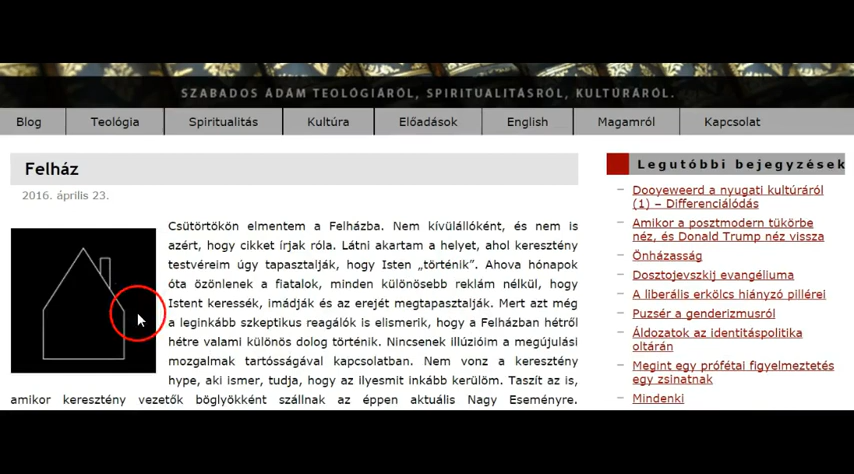 SZABADOS ÁDÁM TEOLÓGIÁRÓL, SPIRITUALITÁSRÓL, KULTÚRÁRÓL.
Blog Teológia Spiritualitás Kultúra Előadások English Magamról Kapcsolat
Felház
2016. április 23.
Csütörtökön elmentem a Felházba. Nem kívülállóként, és nem is
azért, hogy cikket írjak róla. Látni akartam a helyet, ahol keresztény
testvéreim úgy tapasztalják, hogy Isten „történik”. Ahova hónapok
óta özönlenek a fiatalok, minden különösebb reklám nélkül, hogy
Istent keressék, imádják és az erejét megtapasztalják. Mert azt még
a leginkább szkeptikus reagálók is elismerik, hogy a Felházban hétről
hétre valami különös dolog történik. Nincsenek illúzióim a megújulási
mozgalmak tartósságával kapcsolatban. Nem vonz a keresztény
hype, aki ismer, tudja, hogy az ilyesmit inkább kerülöm. Taszít az is,
amikor keresztény vezetők böglyökként szállnak az éppen aktuális Nagy Eseményre.
Legutóbbi bejegyzések
Dooyeweerd a nyugati kultúráról
(1) – Differenciálódás
Amikor a posztmodern tükörbe
néz, és Donald Trump néz vissza
Önházasság
Dosztojevszkij evangéliuma
A liberális erkölcs hiányzó pillérei
Puzsér a genderizmusról
Áldozatok az identitáspolitika
oltárán
Megint egy prófétai figyelmeztetés
egy zsinatnak
Mindenki